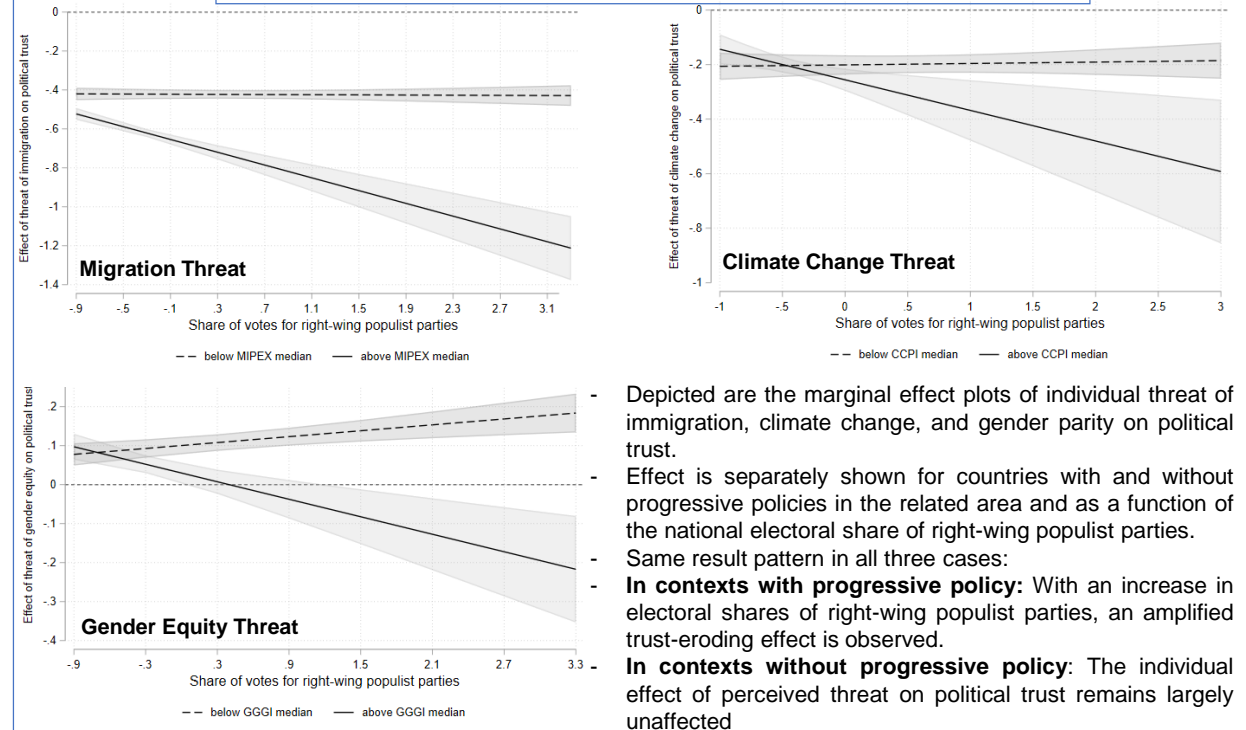 0
-.2
-.4
-.6
-.8
-1
-1.2
-1.4
Effect of threat of immigration on political trust
Migration Threat
-.9 -.5 -.1 .3 .7 1.1 1.5 1.9 2.3 2.7 3.1
Share of votes for right-wing populist parties
below MIPEX median above MIPEX median
0
-.2
-.4
-.6
-.8
-1
Effect of threat of climate change on political trust
Climate Change Threat
-1 -.5 0 .5 1 1.5 2 2.5 3
Share of votes for right-wing populist parties
below CCPI median above CCPI median
.2
.1
0
-.1
-.2
-.3
-.4
Effect of threat of gender equity on political trust
Gender Equity Threat
-.9 -.3 .3 .9 1.5 2.1 2.7 3.3
Share of votes for right-wing populist parties
below GGGI median above GGGI median
- Depicted are the marginal effect plots of individual threat of
immigration, climate change, and gender parity on political
trust.
- Effect is separately shown for countries with and without
progressive policies in the related area and as a function of
the national electoral share of right-wing populist parties.
- Same result pattern in all three cases:
- In contexts with progressive policy: With an increase in
electoral shares of right-wing populist parties, an amplified
trust-eroding effect is observed.
- In contexts without progressive policy: The individual
effect of perceived threat on political trust remains largely
unaffected